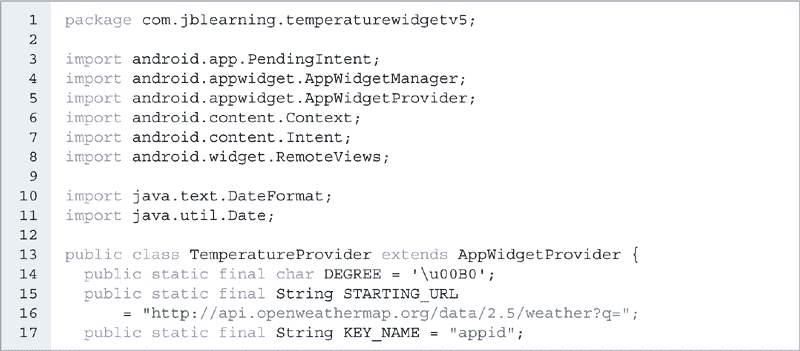 1 package com.jblearning.temperaturewidgetv5;
2
3 import android.app.PendingIntent;
4 import android.appwidget.AppWidgetManager;
5 import android.appwidget.AppWidgetProvider;
6 import android.content.Context;
7 import android.content.Intent;
8 import android.widget.RemoteViews;
9
10 import java.text.DateFormat;
11 import java.util.Date;
12
13 public class TemperatureProvider extends AppWidgetProvider {
14   public static final char DEGREE = '\u00B0';
15   public static final String STARTING_URL
16       = "http://api.openweathermap.org/data/2.5/weather?q=";
17   public static final String KEY_NAME = "appid";